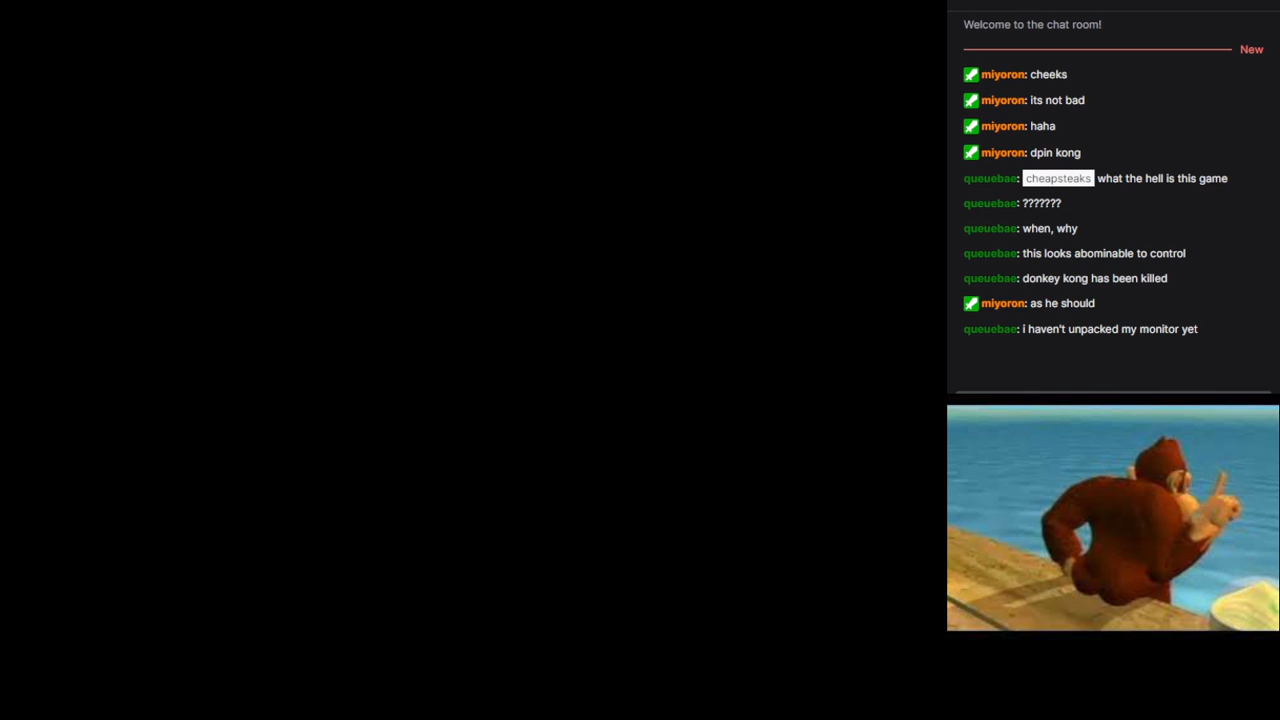 Welcome to the chat room!
New
miyoron: cheeks
miyoron: its not bad
miyoron: haha
miyoron: dpin kong
queuebae: cheapsteaks what the hell is this game
queuebae: ???????
queuebae: when, why
queuebae: this looks abominable to control
queuebae: donkey kong has been killed
miyoron: as he should
queuebae: i haven't unpacked my monitor yet